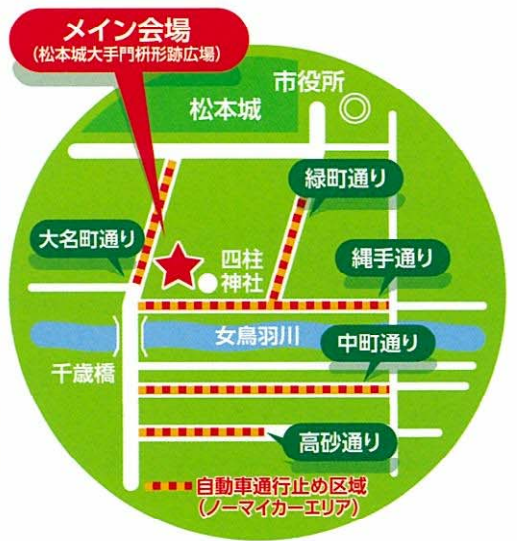 メイン会場
(松本城大手門枡形跡広場)
市役所
松本城
緑町通り
大名町通り
四柱
神社
縄手通り
女鳥羽川
中町通り
千歳橋
高砂通り
自動車通行止め区域
(ノーマイカーエリア)